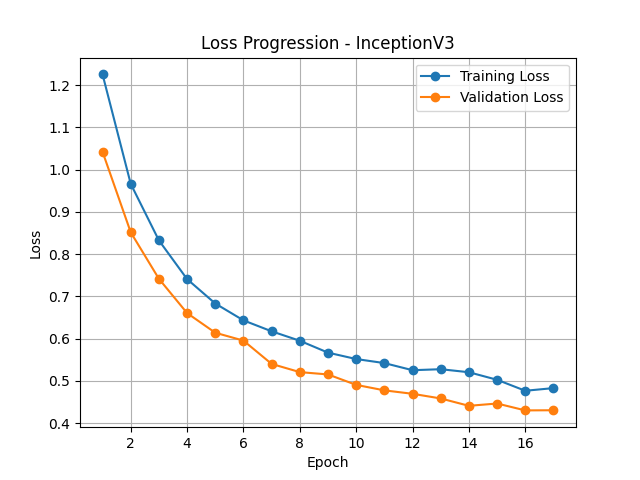 Loss Progression - InceptionV3
Training Loss
Validation Loss
1.2
1.1
1.0
0.9
0.8
0.7
0.6
0.5
0.4
Loss
2 4 6 8 10 12 14 16
Epoch